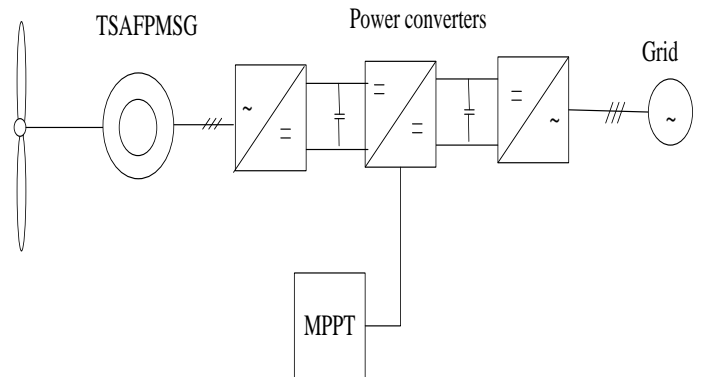 Power converters
TSAFPMSG
Grid
~
=
=
=
=
~
~
MPPT